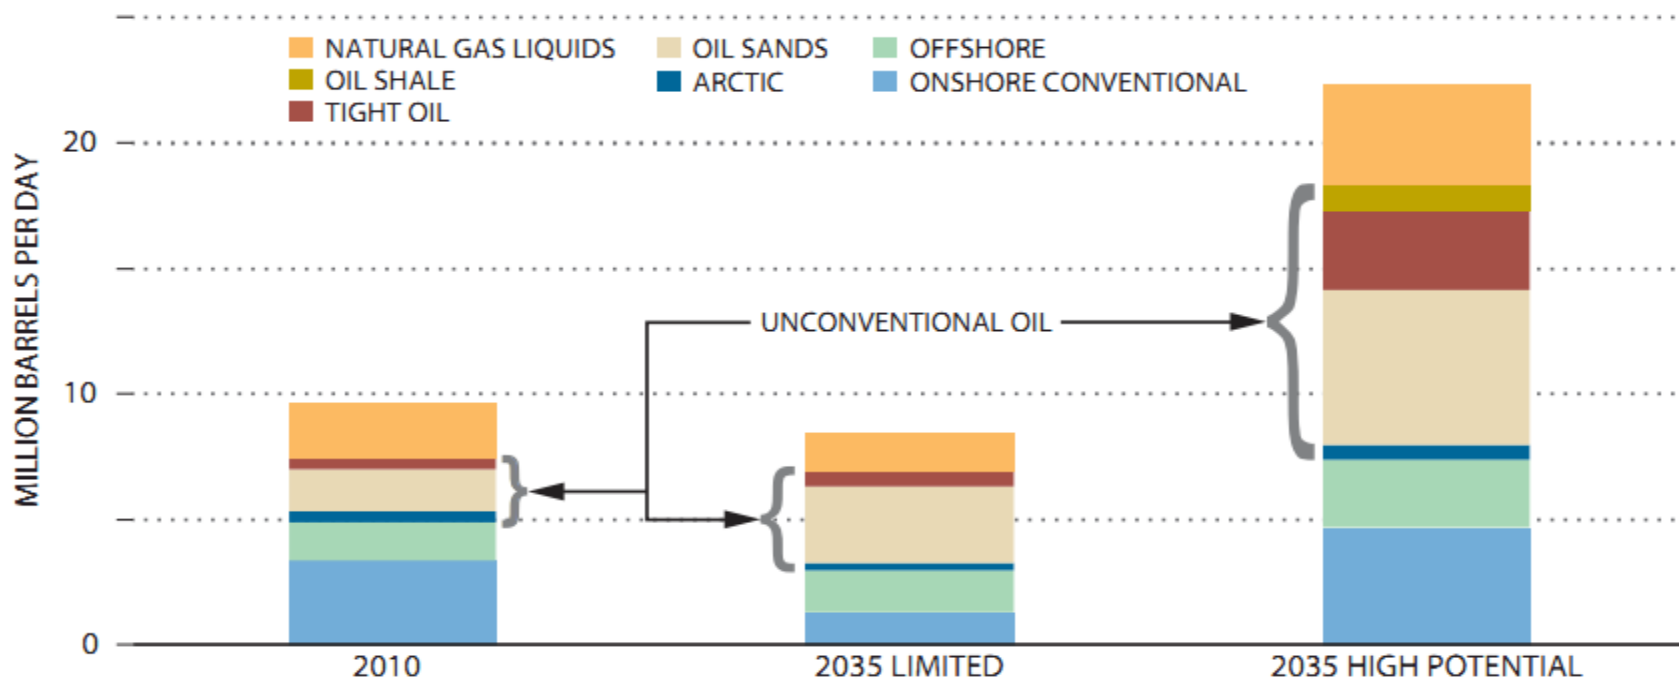 NATURAL GAS LIQUIDS
OIL SANDS
OFFSHORE
OIL SHALE
ARCTIC
ONSHORE CONVENTIONAL
TIGHT OIL
MILLION BARRELS PER DAY
20
UNCONVENTIONAL OIL
10
0
2010
2035 LIMITED
2035 HIGH POTENTIAL